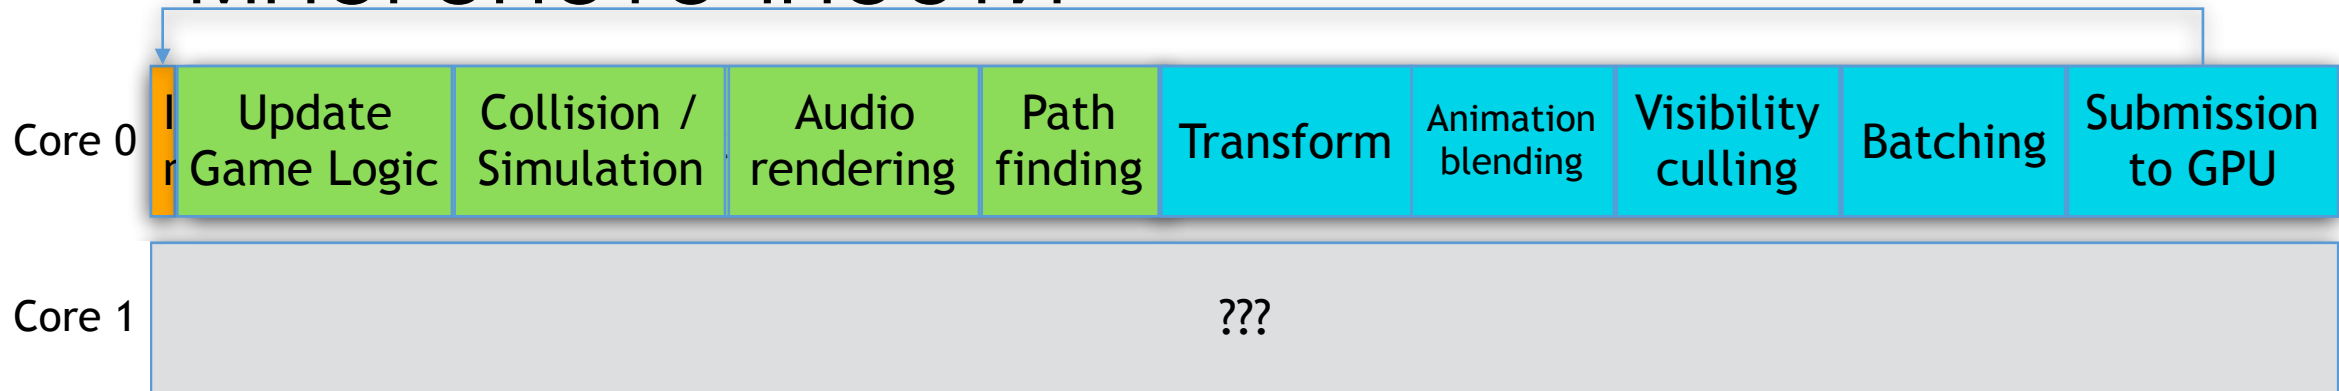 Core 0
Update
Game Logic
Collision /
Simulation
Audio
rendering
Path
finding
Transform
Animation
blending
Visibility
culling
Batching
Submission
to GPU
Core 1
???